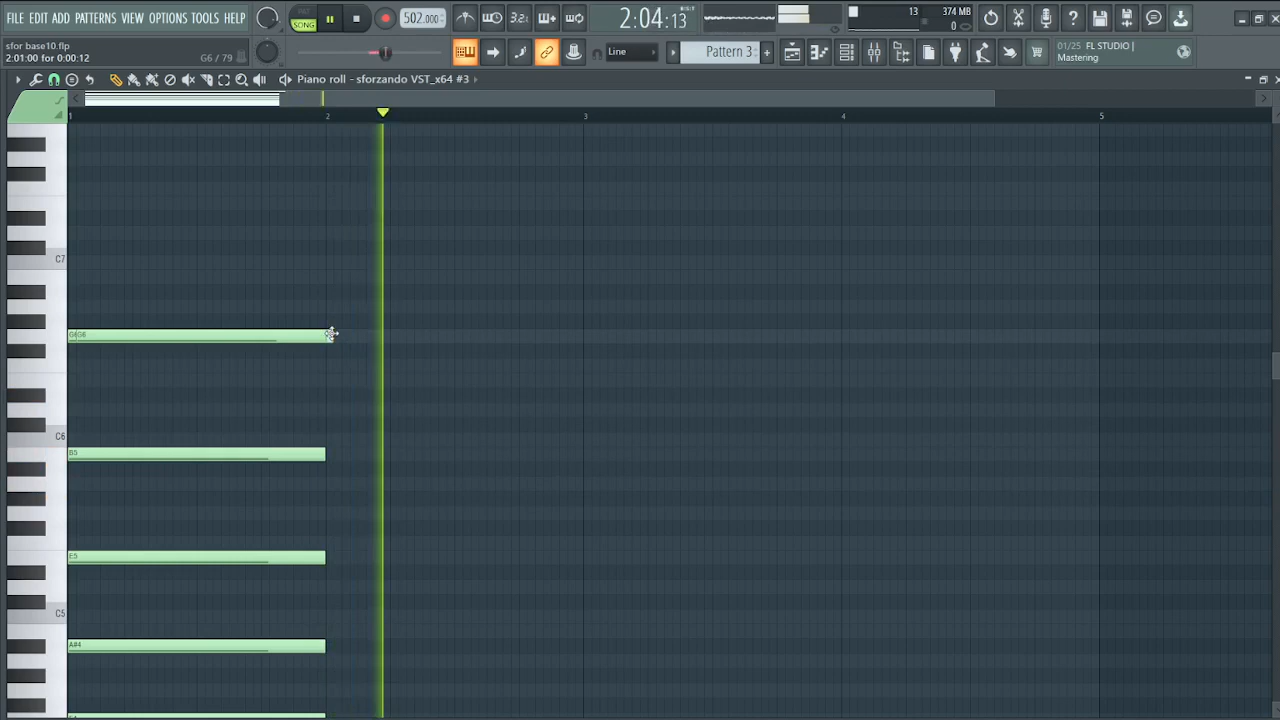 FILE EDIT ADD PATTERNS VIEW OPTIONS TOOLS HELP
SONG
502.000
2:04:13
13
374 MB
0
sfor base10.flp
2:01:00 for 0:00:12
G6 / 79
Line
Pattern 3
01/25 FL STUDIO |
Mastering
Piano roll - sforzando VST_x64 #3
1
2
3
4
5
C7
G6
B5
C6
E5
C5
A#4